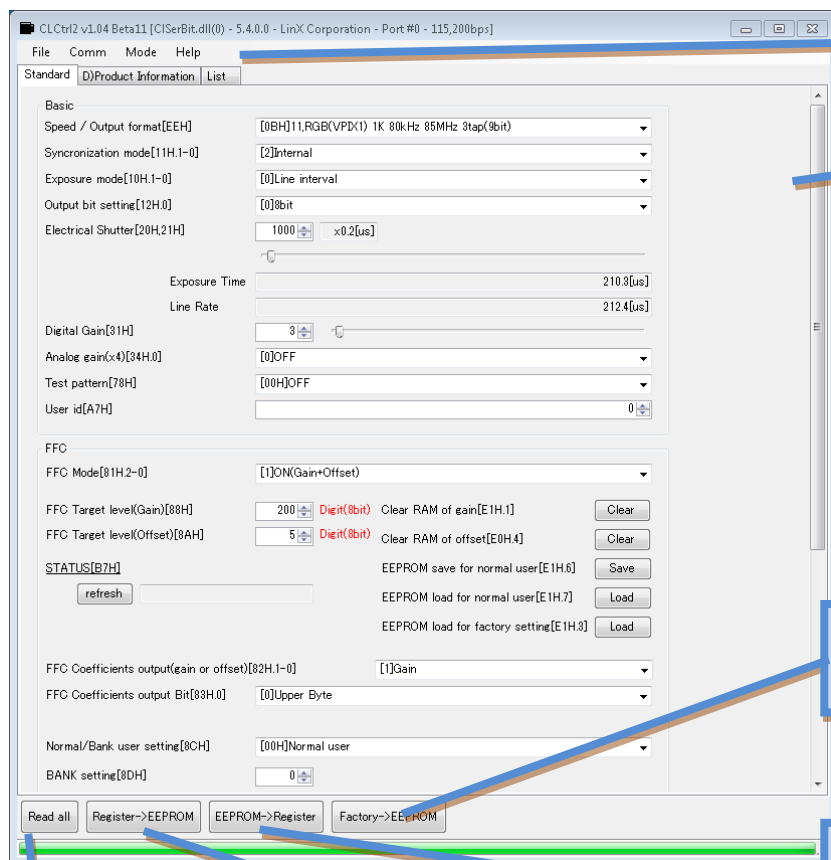 CLCtrl2 v1.04 Beta11 [ClSerBit.dll(0) - 5.4.0.0 - LinX Corporation - Port #0 - 115,200bps]
File Comm Mode Help
Standard D)Product Information List
Basic
Speed / Output format[EEH] [0BH]11,RGB(VPIX1) 1K 80kHz 85MHz 3tap(9bit)
Syncronization mode[11H.1-0] [2]Internal
Exposure mode[10H.1-0] [0]Line interval
Output bit setting[12H.0] [0]8bit
Electrical Shutter[20H,21H] 1000 x0.2[us]
Exposure Time 210.3[us]
Line Rate 212.4[us]
Digital Gain[31H] 3
Analog gain(x4)[34H.0] [0]OFF
Test pattern[78H] [00H]OFF
User id[A7H] 0
FFC
FFC Mode[81H.2-0] [1]ON(Gain+Offset)
FFC Target level(Gain)[88H] 200 Digit(8bit) Clear RAM of gain[E1H.1] Clear
FFC Target level(Offset)[8AH] 5 Digit(8bit) Clear RAM of offset[E0H.4] Clear
STATUS[B7H] EEPROM save for normal user[E1H.6] Save
refresh EEPROM load for normal user[E1H.7] Load
EEPROM load for factory setting[E1H.3] Load
FFC Coefficients output(gain or offset)[82H.1-0] [1]Gain
FFC Coefficients output Bit[83H.0] [0]Upper Byte
Normal/Bank user setting[8CH] [00H]Normal user
BANK setting[8DH] 0
Read all Register->EEPROM EEPROM->Register Factory->EEPROM